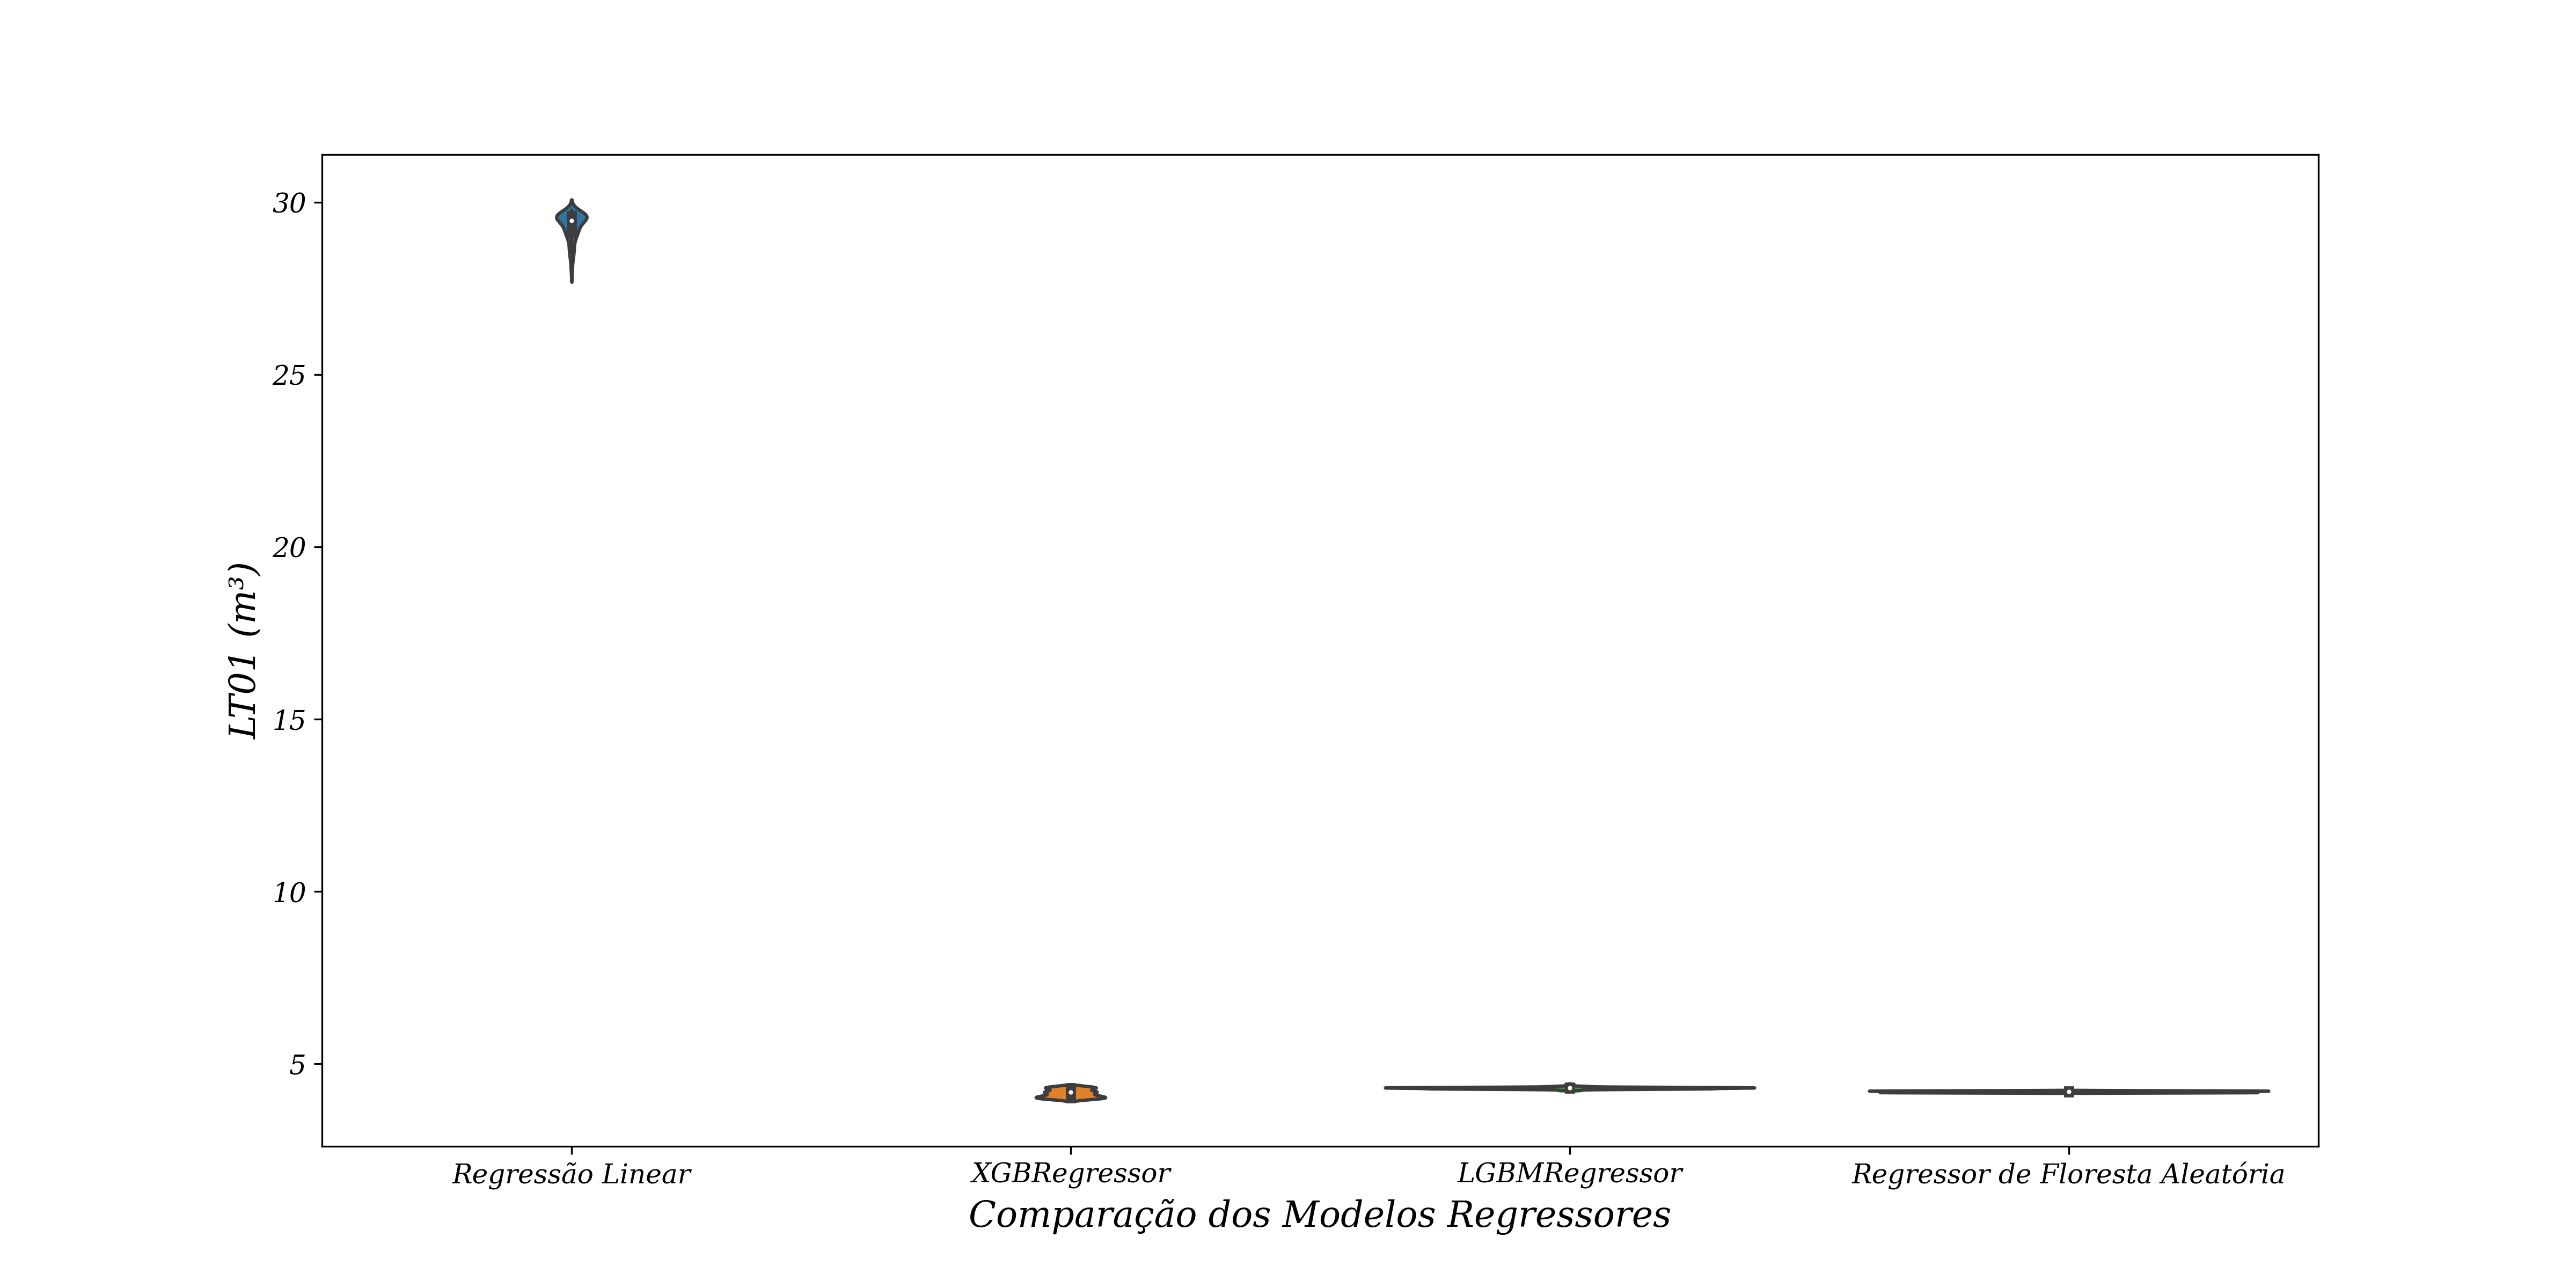 30
25
20
15
10
5
LT01 (m³)
Regressão Linear
XGBRegressor
LGBMRegressor
Regressor de Floresta Aleatória
Comparação dos Modelos Regressores